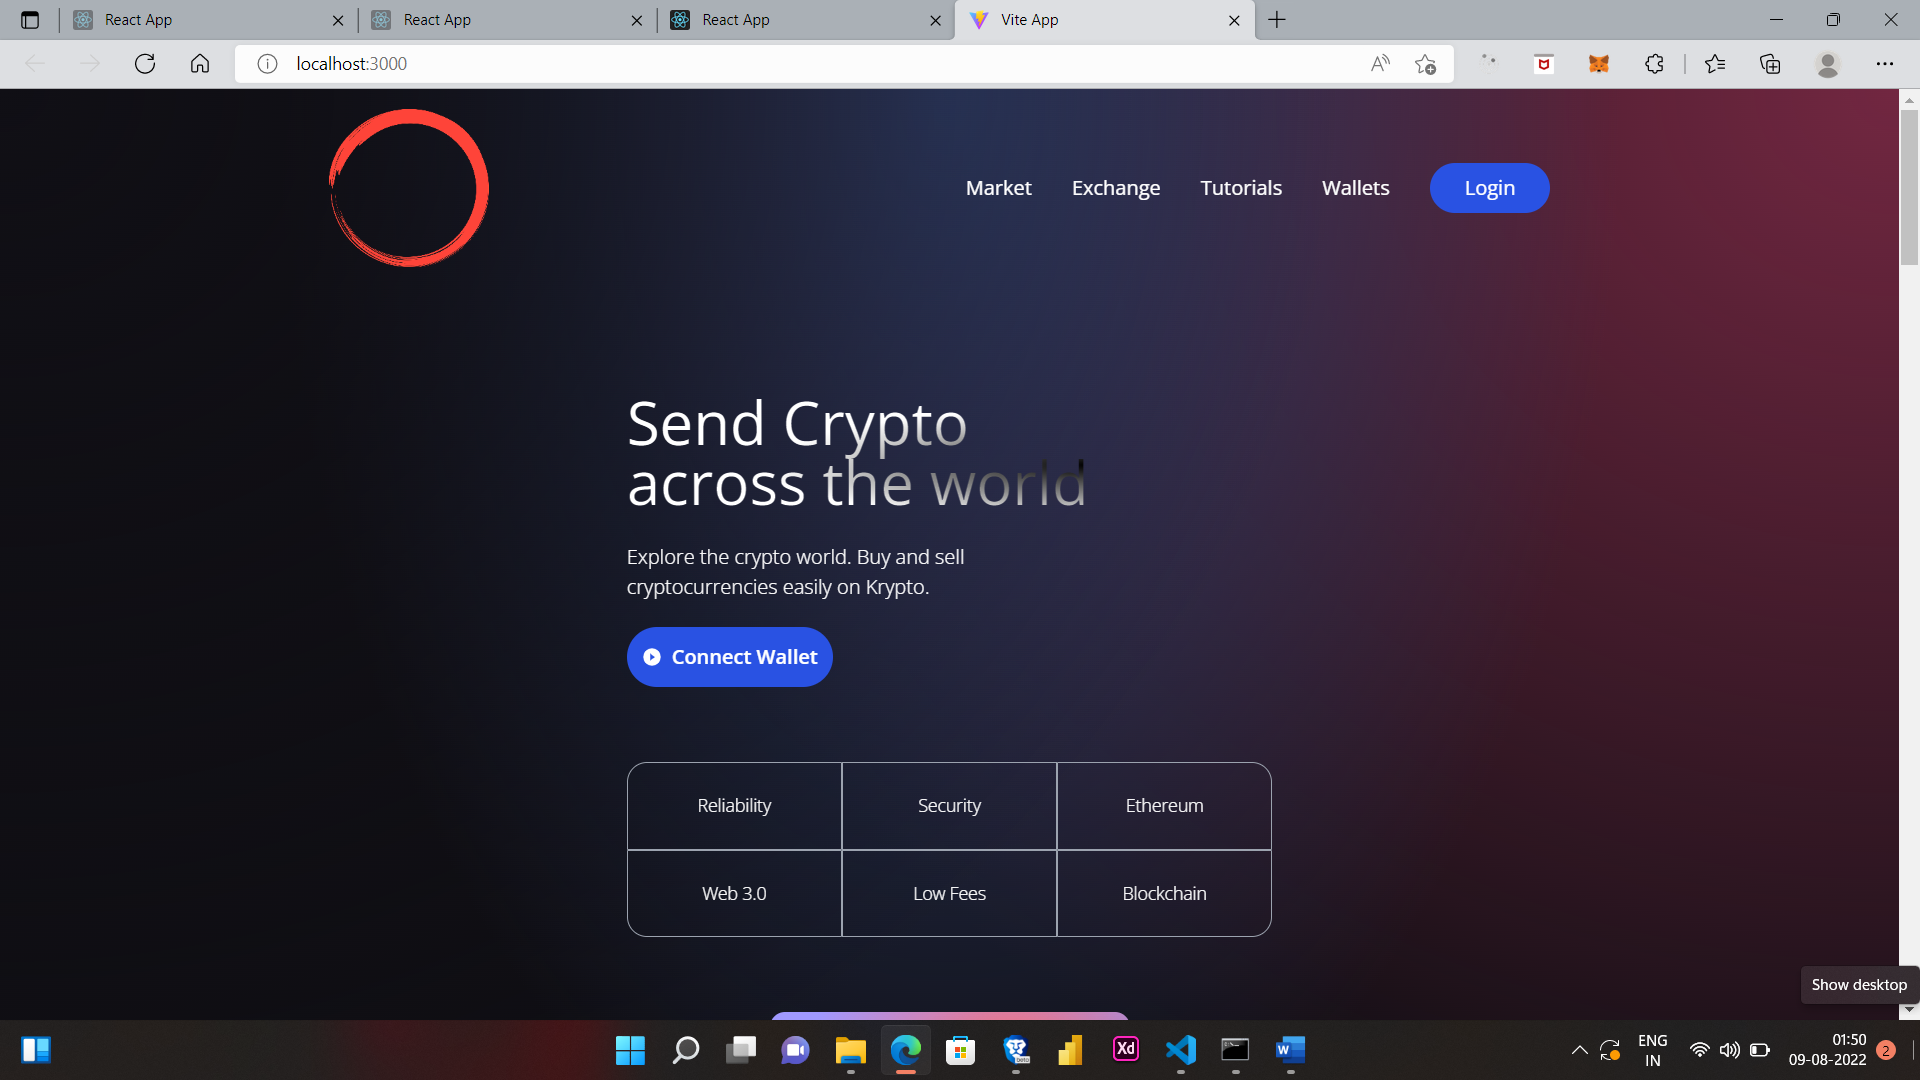 React App
React App
React App
Vite App
localhost:3000
Market
Exchange
Tutorials
Wallets
Login
Send Crypto
across the world
Explore the crypto world. Buy and sell
cryptocurrencies easily on Krypto.
Connect Wallet
Reliability
Security
Ethereum
Web 3.0
Low Fees
Blockchain
Show desktop
beta
Xd
W
ENG
IN
01:50
09-08-2022
2